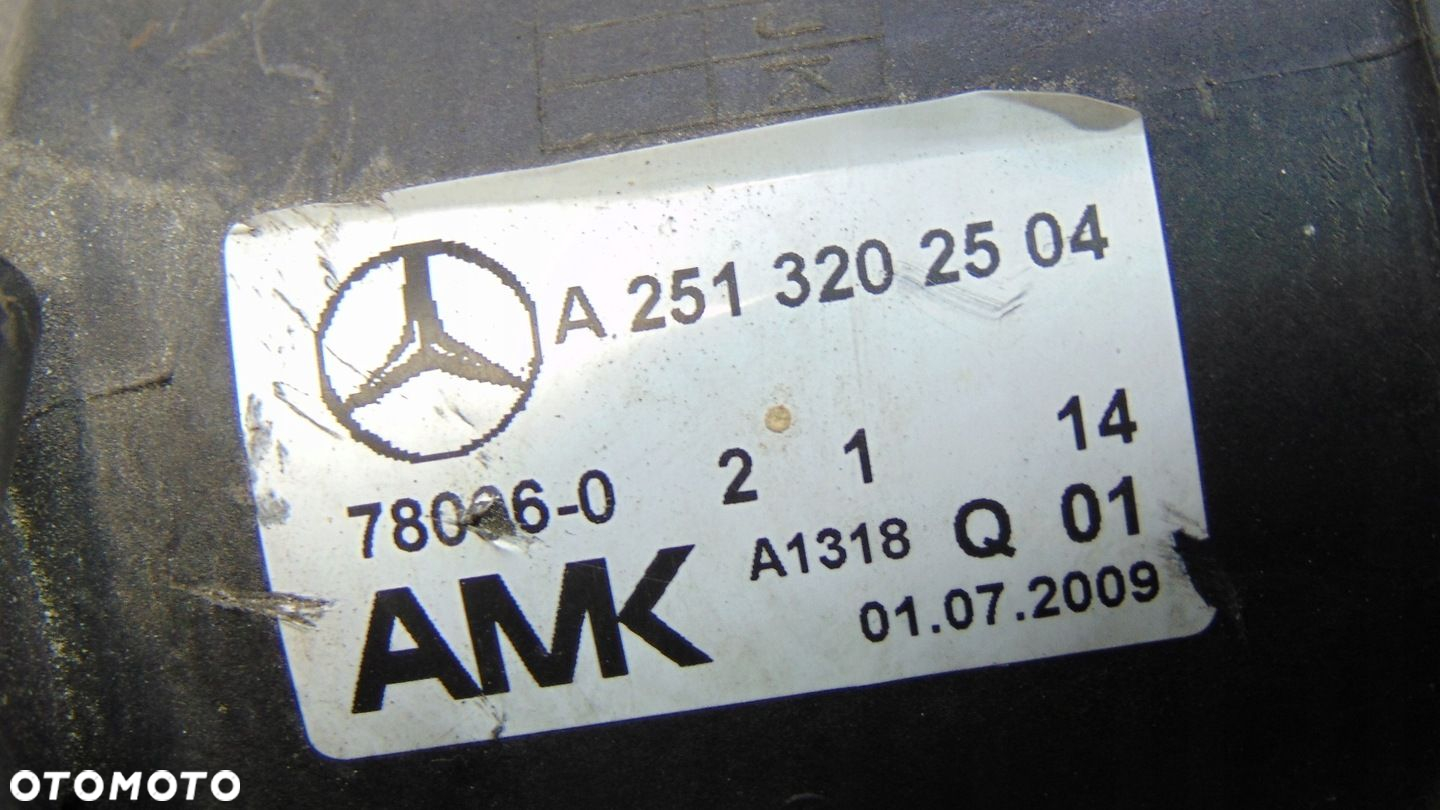 A 251 320 25 04
2 1 14
A1318 Q 01
AMK
01.07.2009
OTOMOTO